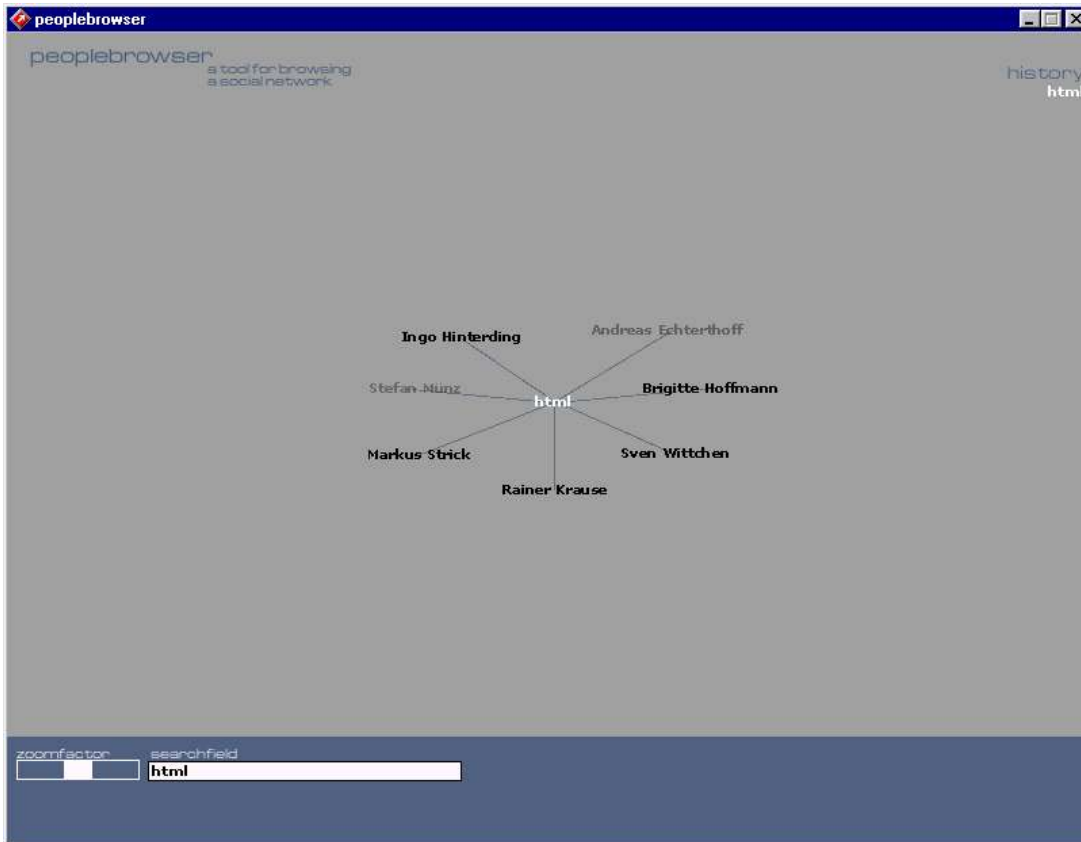 peoplebrowser
peoplebrowser
a tool for browsing
a social network
history
html
Ingo Hinterding
Andreas Echterthoff
Stefan Münz
Brigitte Hoffmann
html
Markus Strick
Sven Wittchen
Rainer Krause
zoomfactor
searchfield
html